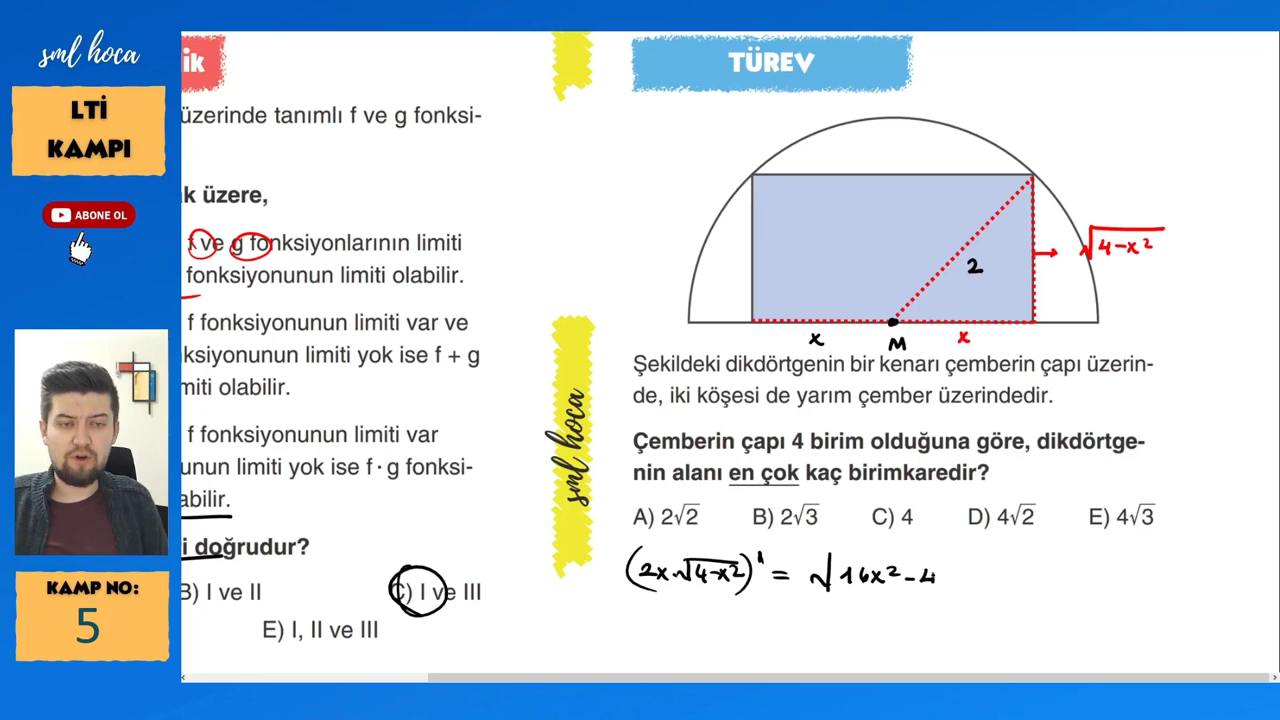 sml hoca
LTİ
KAMPI
ABONE OL
KAMP NO:
5
ik
üzerinde tanımlı f ve g fonksi-
k üzere,
f ve g fonksiyonlarının limiti
fonksiyonunun limiti olabilir.
f fonksiyonunun limiti var ve
ksiyonunun limiti yok ise f + g
miti olabilir.
f fonksiyonunun limiti var
unun limiti yok ise f · g fonksi-
abilir.
i doğrudur?
B) I ve II
C) I ve III
E) I, II ve III
sml hoca
TÜREV
2
√4-x²
x
M
x
Şekildeki dikdörtgenin bir kenarı çemberin çapı üzerin-
de, iki köşesi de yarım çember üzerindedir.
Çemberin çapı 4 birim olduğuna göre, dikdörtge-
nin alanı en çok kaç birimkaredir?
A) 2√2 B) 2√3 C) 4 D) 4√2 E) 4√3
(2x√4-x²)' = √16x²-4